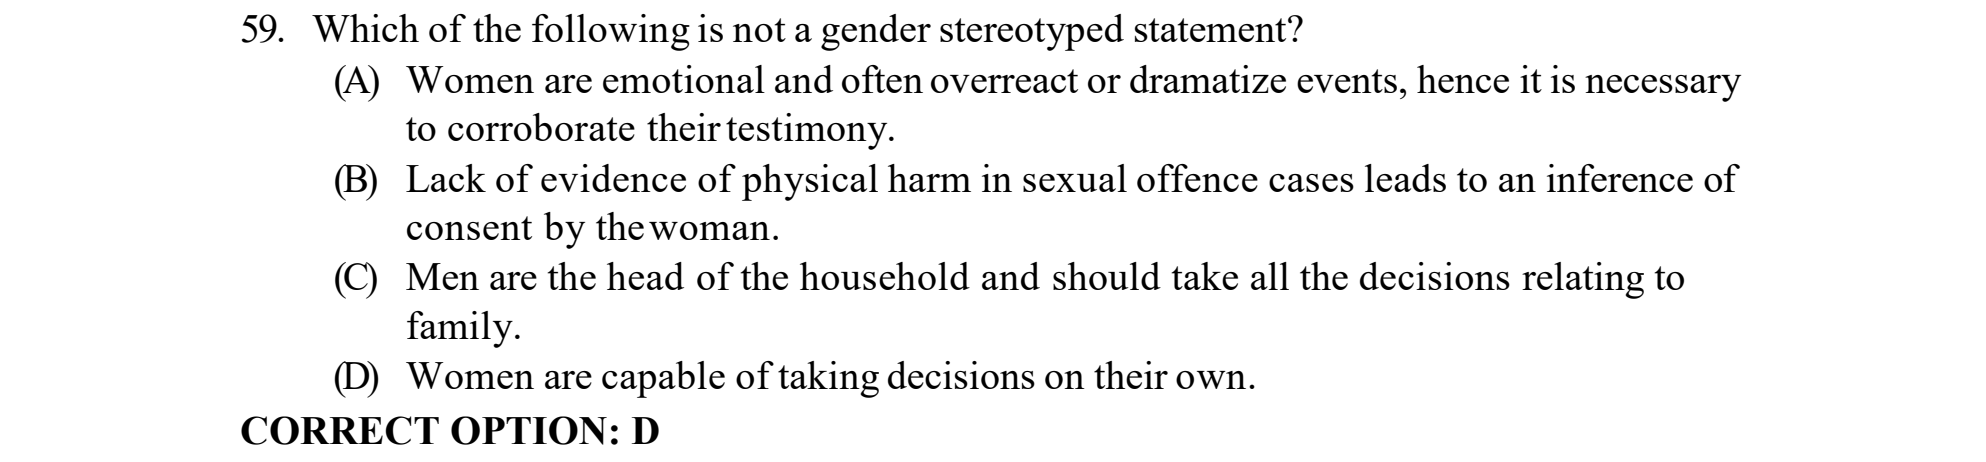 59. Which of the following is not a gender stereotyped statement?
(A) Women are emotional and often overreact or dramatize events, hence it is necessary
to corroborate their testimony.
(B) Lack of evidence of physical harm in sexual offence cases leads to an inference of
consent by the woman.
(C) Men are the head of the household and should take all the decisions relating to
family.
(D) Women are capable of taking decisions on their own.
CORRECT OPTION: D